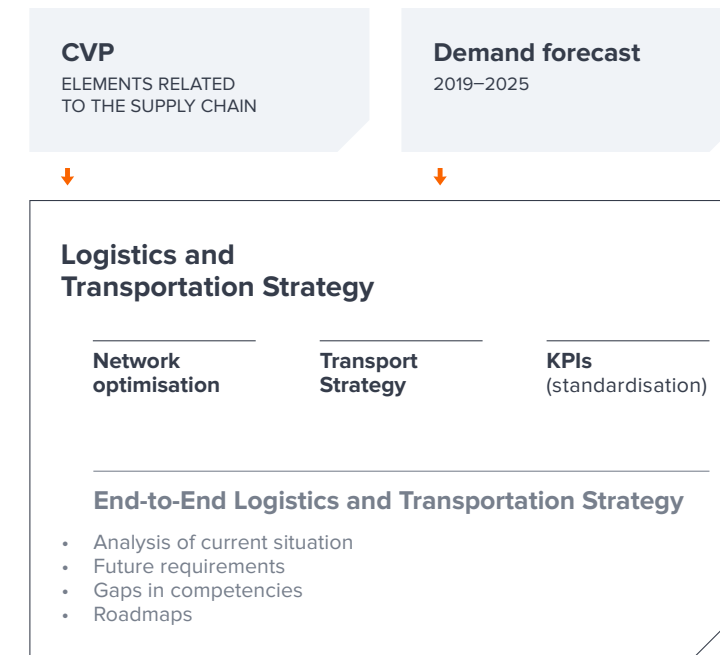 CVP
ELEMENTS RELATED
TO THE SUPPLY CHAIN
Demand forecast
2019–2025
Logistics and
Transportation Strategy
Network
optimisation
Transport
Strategy
KPIs
(standardisation)
End-to-End Logistics and Transportation Strategy
• Analysis of current situation
• Future requirements
• Gaps in competencies
• Roadmaps